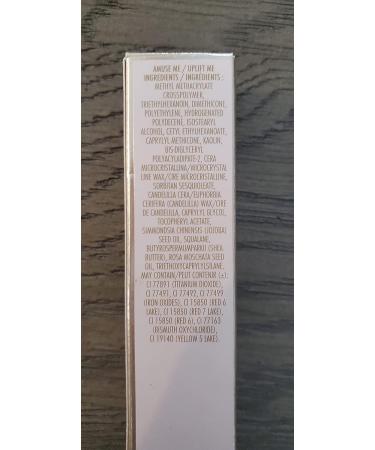 AMUSE ME / UPLIFT ME
INGREDIENTS / INGRÉDIENTS :
METHYL METHACRYLATE
CROSSPOLYMER,
TRIETHYLHEXANOIN, DIMETHICONE,
POLYETHYLENE, HYDROGENATED
POLYDECENE, ISOSTEARYL
ALCOHOL, CETYL ETHYLHEXANOATE,
CAPRYLYL METHICONE, KAOLIN,
BIS-DIGLYCERYL
POLYACYLADIPATE-2, CERA
MICROCRISTALLINA/MICROCRYSTAL
LINE WAX/CIRE MICROCRISTALLINE,
SORBITAN SESQUIOLEATE,
CANDELILLA CERA/EUPHORBIA
CERIFERA (CANDELILLA) WAX/CIRE
DE CANDELILLA, CAPRYLYL GLYCOL,
TOCOPHERYL ACETATE,
SIMMONDSIA CHINENSIS (JOJOBA)
SEED OIL, SQUALANE,
BUTYROSPERMUMPARKII (SHEA
BUTTER), ROSA MOSCHATA SEED
OIL, TRIETHOXYCAPRYLYLSILANE,
MAY CONTAIN/PEUT CONTENIR (±):
CI 77891 (TITANIUM DIOXIDE),
CI 77491, CI 77492, CI 77499
(IRON OXIDES), CI 15850 (RED 6
LAKE), CI 15850 (RED 7 LAKE),
CI 15850 (RED 6), CI 77163
(BISMUTH OXYCHLORIDE),
CI 19140 (YELLOW 5 LAKE).